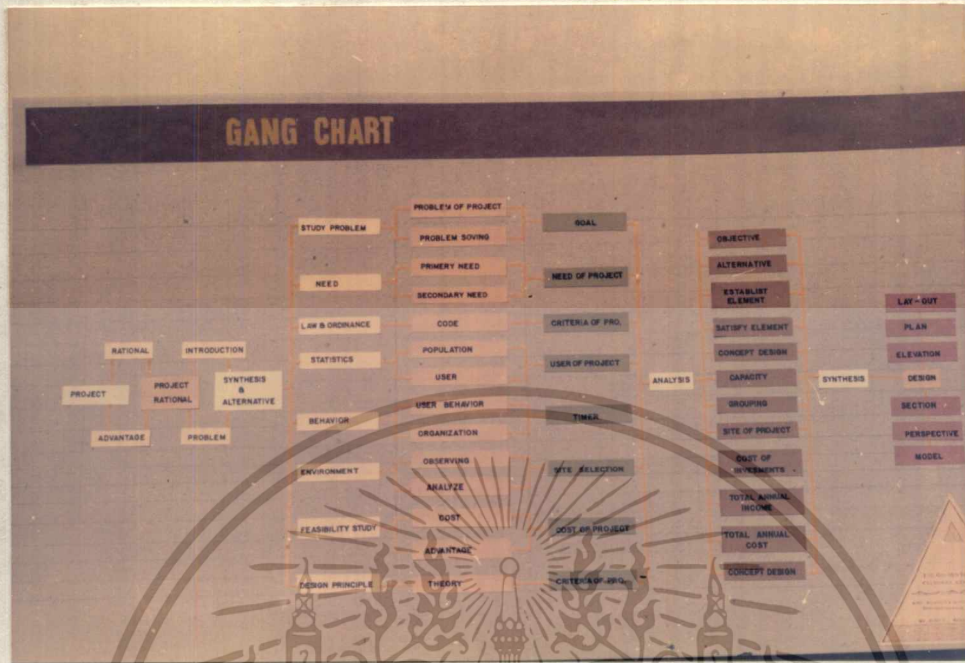 GANG CHART
PROJECT
RATIONAL
ADVANTAGE
PROJECT
RATIONAL
INTRODUCTION
PROBLEM
SYNTHESIS
&
ALTERNATIVE
STUDY PROBLEM
NEED
LAW & ORDINANCE
STATISTICS
BEHAVIOR
ENVIRONMENT
FEASIBILITY STUDY
DESIGN PRINCIPLE
PROBLEM OF PROJECT
PROBLEM SOVING
PRIMERY NEED
SECONDARY NEED
CODE
POPULATION
USER
USER BEHAVIOR
ORGANIZATION
OBSERVING
ANALYZE
COST
ADVANTAGE
THEORY
GOAL
NEED OF PROJECT
CRITERIA OF PRO.
USER OF PROJECT
TIMER
SITE SELECTION
COST OF PROJECT
CRITERIA OF PRO.
ANALYSIS
OBJECTIVE
ALTERNATIVE
ESTABLIST
ELEMENT
SATISFY ELEMENT
CONCEPT DESIGN
CAPACITY
GROUPING
SITE OF PROJECT
COST OF
INVESMENTS
TOTAL ANNUAL
INCOME
TOTAL ANNUAL
COST
CONCEPT DESIGN
SYNTHESIS
LAY-OUT
PLAN
ELEVATION
DESIGN
SECTION
PERSPECTIVE
MODEL